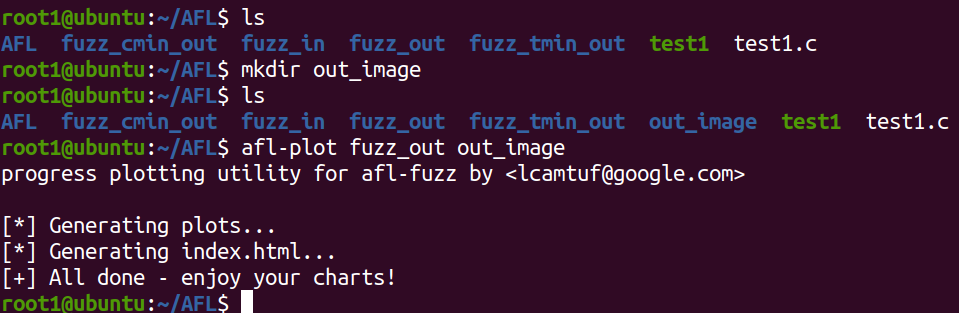 root1@ubuntu:~/AFL$ ls
AFL fuzz_cmin_out fuzz_in fuzz_out fuzz_tmin_out test1 test1.c
root1@ubuntu:~/AFL$ mkdir out_image
root1@ubuntu:~/AFL$ ls
AFL fuzz_cmin_out fuzz_in fuzz_out fuzz_tmin_out out_image test1 test1.c
root1@ubuntu:~/AFL$ afl-plot fuzz_out out_image
progress plotting utility for afl-fuzz by <lcamtuf@google.com>
[*] Generating plots...
[*] Generating index.html...
[+] All done - enjoy your charts!
root1@ubuntu:~/AFL$